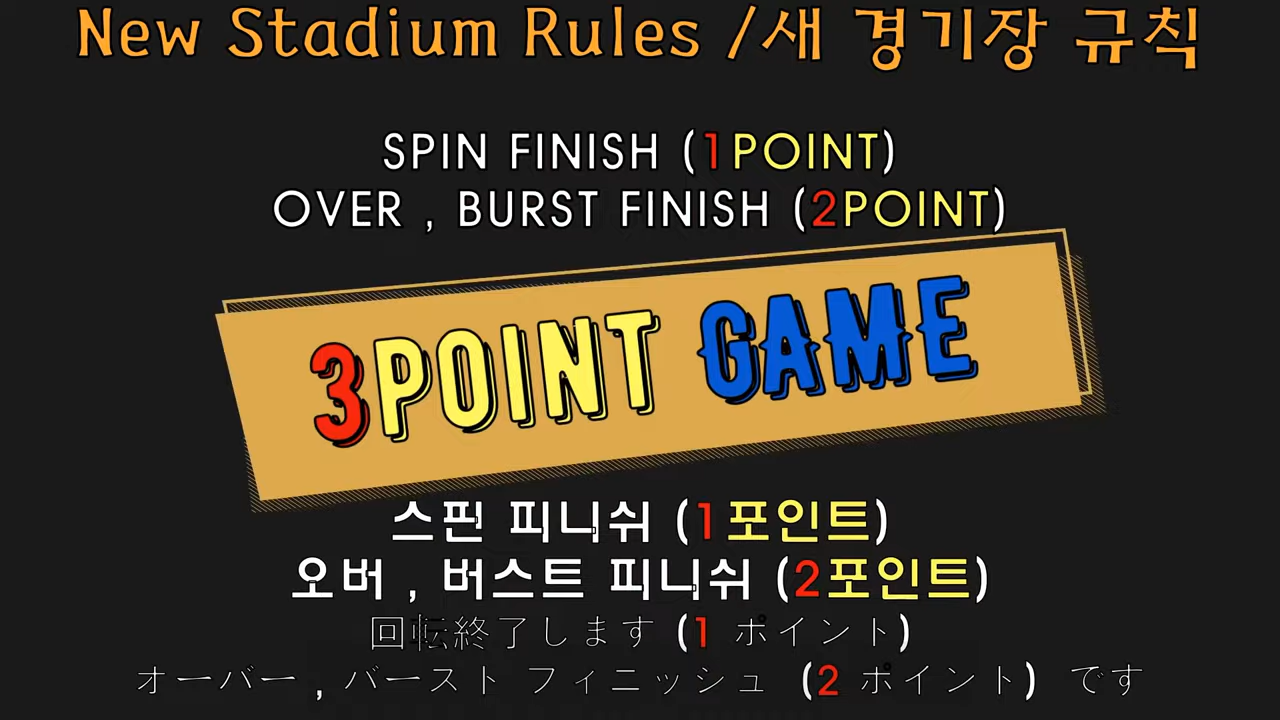 New Stadium Rules /새 경기장 규칙
SPIN FINISH (1POINT)
OVER , BURST FINISH (2POINT)
3POINT GAME
스핀 피니쉬 (1포인트)
오버 , 버스트 피니쉬 (2포인트)
回転終了します (1 ポイント)
オーバー , バースト フィニッシュ (2 ポイント) です